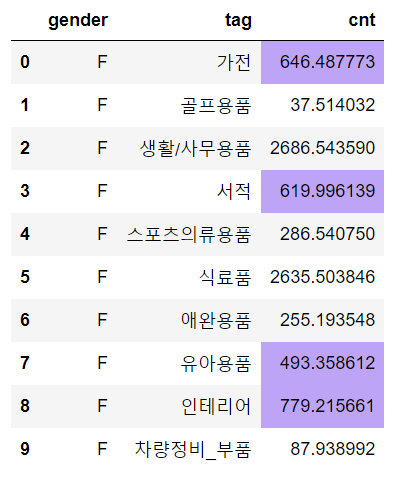 gender tag cnt
0 F 가전 646.487773
1 F 골프용품 37.514032
2 F 생활/사무용품 2686.543590
3 F 서적 619.996139
4 F 스포츠의류용품 286.540750
5 F 식료품 2635.503846
6 F 애완용품 255.193548
7 F 유아용품 493.358612
8 F 인테리어 779.215661
9 F 차량정비_부품 87.938992